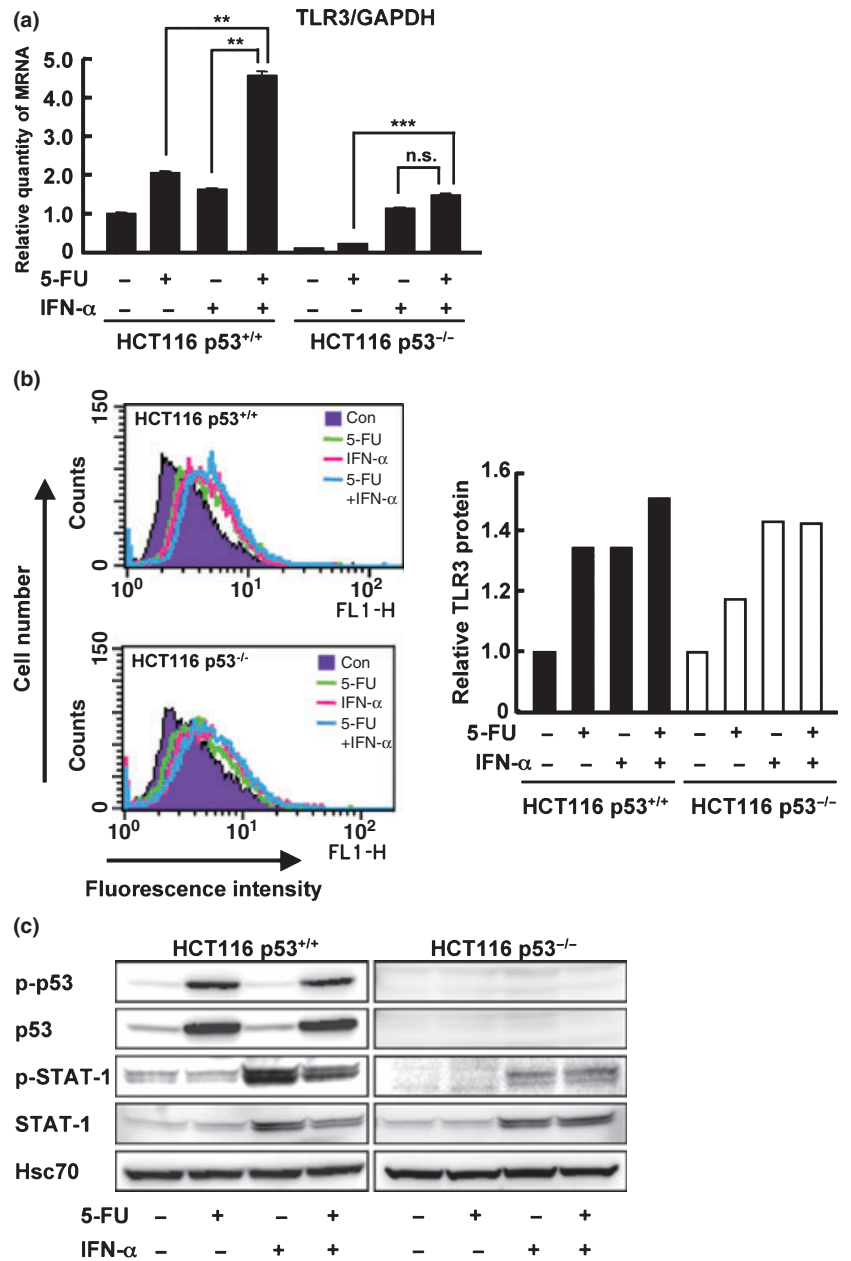 (a)
TLR3/GAPDH
**
**
***
n.s.
Relative quantity of MRNA
5.0
4.0
3.0
2.0
1.0
0
5-FU – + – + – + – +
IFN-α – – + + – – + +
HCT116 p53+/+ HCT116 p53–/–
(b)
150
Counts
0
HCT116 p53+/+
Con
5-FU
IFN-α
5-FU
+IFN-α
10⁰ 10¹ 10²
FL1-H
Cell number
150
Counts
0
HCT116 p53-/-
Con
5-FU
IFN-α
5-FU
+IFN-α
10⁰ 10¹ 10²
FL1-H
Fluorescence intensity
Relative TLR3 protein
1.6
1.4
1.2
1.0
0
5-FU – + – + – + – +
IFN-α – – + + – – + +
HCT116 p53+/+ HCT116 p53–/–
(c)
HCT116 p53+/+ HCT116 p53–/–
p-p53
p53
p-STAT-1
STAT-1
Hsc70
5-FU – + – + – + – +
IFN-α – – + + – – + +